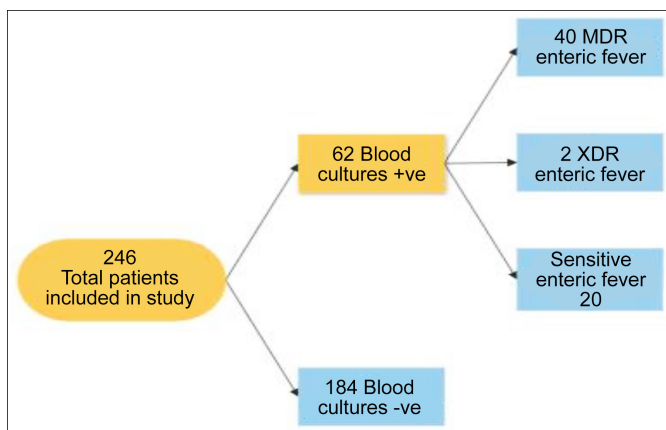 246
Total patients
included in study
62 Blood
cultures +ve
184 Blood
cultures -ve
40 MDR
enteric fever
2 XDR
enteric fever
Sensitive
enteric fever
20